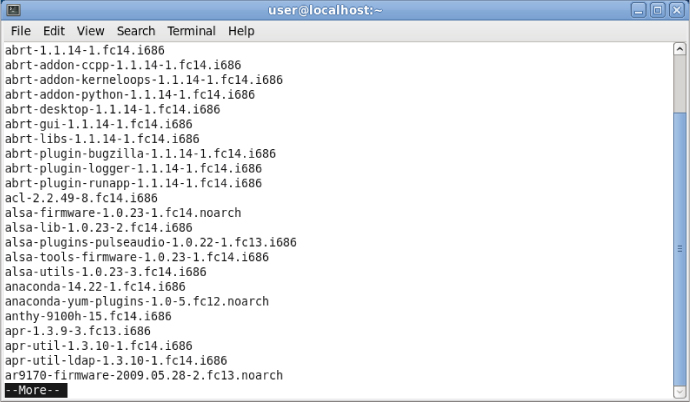 user@localhost:~
File Edit View Search Terminal Help
abrt-1.1.14-1.fc14.i686
abrt-addon-ccpp-1.1.14-1.fc14.i686
abrt-addon-kerneloops-1.1.14-1.fc14.i686
abrt-addon-python-1.1.14-1.fc14.i686
abrt-desktop-1.1.14-1.fc14.i686
abrt-gui-1.1.14-1.fc14.i686
abrt-libs-1.1.14-1.fc14.i686
abrt-plugin-bugzilla-1.1.14-1.fc14.i686
abrt-plugin-logger-1.1.14-1.fc14.i686
abrt-plugin-runapp-1.1.14-1.fc14.i686
acl-2.2.49-8.fc14.i686
alsa-firmware-1.0.23-1.fc14.noarch
alsa-lib-1.0.23-2.fc14.i686
alsa-plugins-pulseaudio-1.0.22-1.fc13.i686
alsa-tools-firmware-1.0.23-1.fc14.i686
alsa-utils-1.0.23-3.fc14.i686
anaconda-14.22-1.fc14.i686
anaconda-yum-plugins-1.0-5.fc12.noarch
anthy-9100h-15.fc14.i686
apr-1.3.9-3.fc13.i686
apr-util-1.3.10-1.fc14.i686
apr-util-ldap-1.3.10-1.fc14.i686
ar9170-firmware-2009.05.28-2.fc13.noarch
--More--